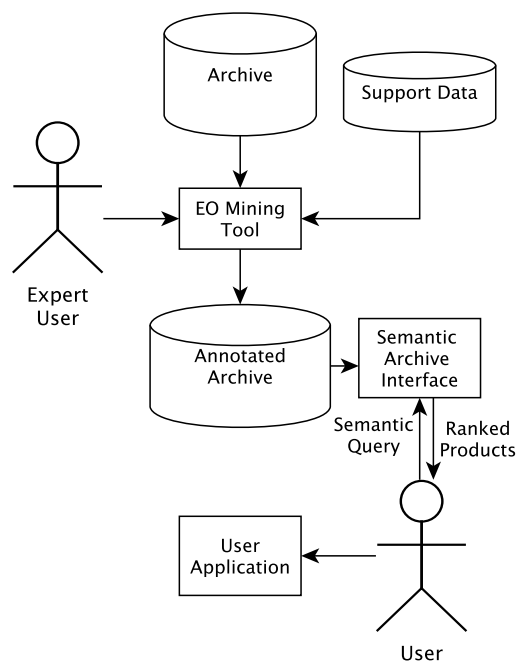 Archive
Support Data
EO Mining
Tool
Expert
User
Annotated
Archive
Semantic
Archive
Interface
Semantic
Query
Ranked
Products
User
Application
User